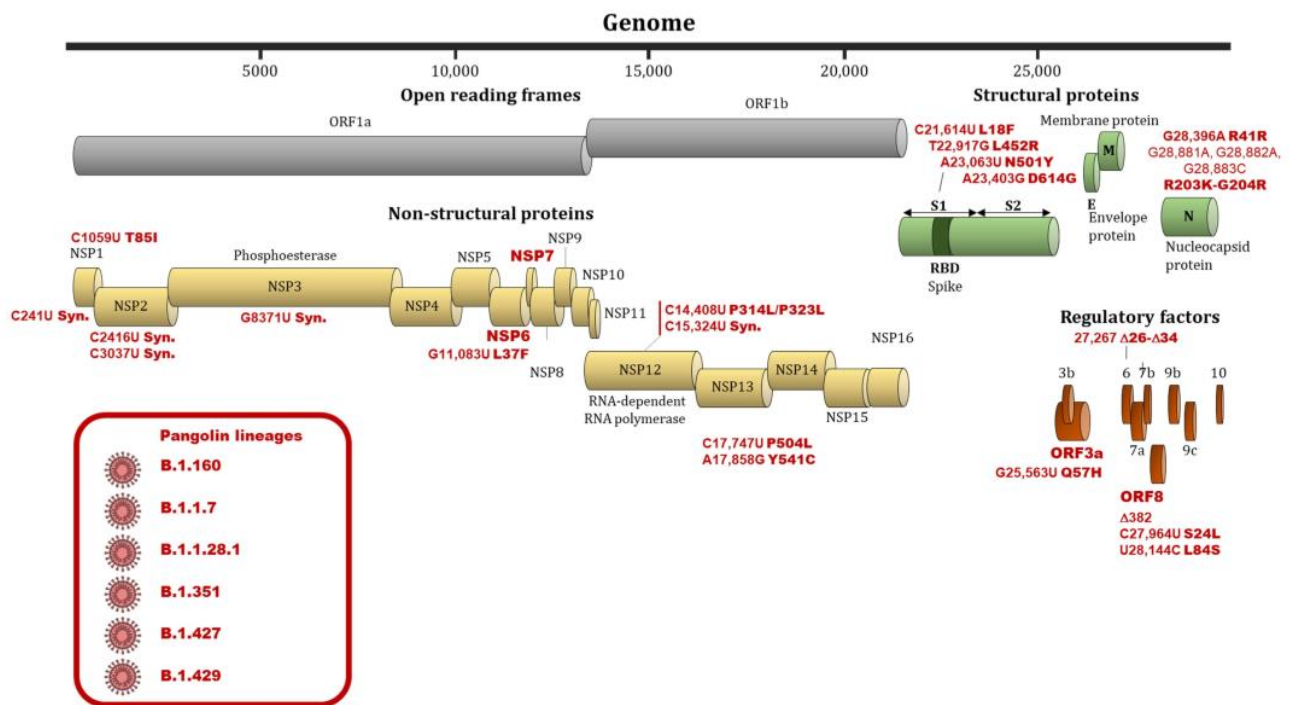 Genome
5000
10,000
15,000
20,000
25,000
Open reading frames
ORF1a
ORF1b
Structural proteins
C21,614U L18F
T22,917G L452R
A23,063U N501Y
A23,403G D614G
S1
S2
RBD
Spike
Membrane protein
M
E
Envelope
protein
G28,396A R41R
G28,881A, G28,882A,
G28,883C
R203K-G204R
N
Nucleocapsid
protein
Non-structural proteins
C1059U T85I
NSP1
C241U Syn.
NSP2
C2416U Syn.
C3037U Syn.
Phosphoesterase
NSP3
G8371U Syn.
NSP4
NSP5
NSP6
G11,083U L37F
NSP7
NSP8
NSP9
NSP10
NSP11
C14,408U P314L/P323L
C15,324U Syn.
NSP12
RNA-dependent
RNA polymerase
NSP13
C17,747U P504L
A17,858G Y541C
NSP14
NSP15
NSP16
Regulatory factors
27,267 Δ26-Δ34
3b
6
7b
9b
10
ORF3a
G25,563U Q57H
7a
9c
ORF8
Δ382
C27,964U S24L
U28,144C L84S
Pangolin lineages
B.1.160
B.1.1.7
B.1.1.28.1
B.1.351
B.1.427
B.1.429